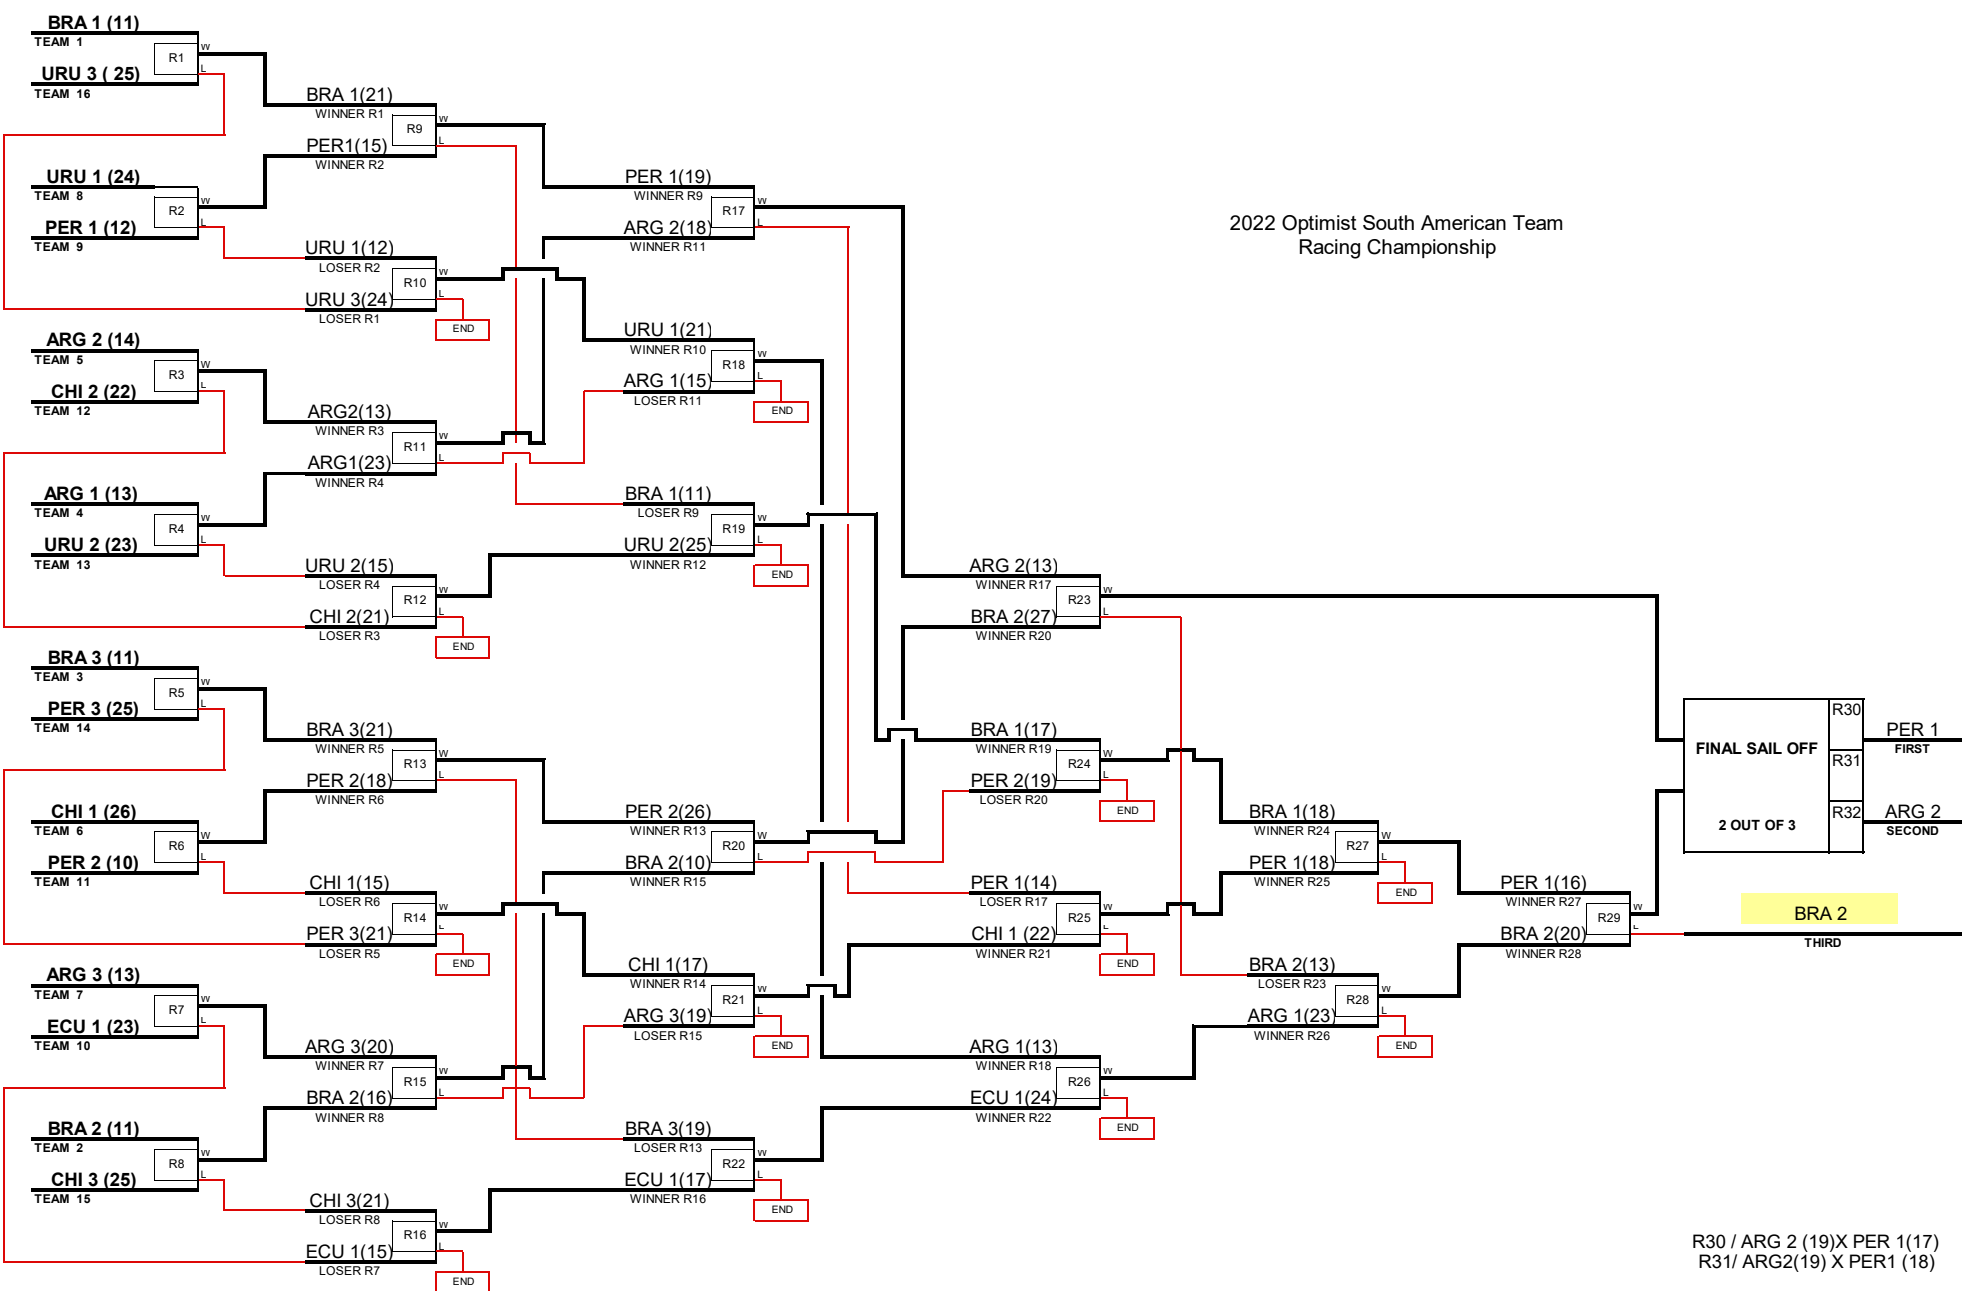 BRA 1 (11)
TEAM 1
R1
W
L
URU 3 ( 25)
TEAM 16
URU 1 (24)
TEAM 8
R2
W
L
PER 1 (12)
TEAM 9
ARG 2 (14)
TEAM 5
R3
W
L
CHI 2 (22)
TEAM 12
ARG 1 (13)
TEAM 4
R4
W
L
URU 2 (23)
TEAM 13
BRA 3 (11)
TEAM 3
R5
W
L
PER 3 (25)
TEAM 14
CHI 1 (26)
TEAM 6
R6
W
L
PER 2 (10)
TEAM 11
ARG 3 (13)
TEAM 7
R7
W
L
ECU 1 (23)
TEAM 10
BRA 2 (11)
TEAM 2
R8
W
L
CHI 3 (25)
TEAM 15
BRA 1(21)
WINNER R1
R9
W
L
PER1(15)
WINNER R2
URU 1(12)
LOSER R2
R10
W
L
URU 3(24)
LOSER R1
END
ARG2(13)
WINNER R3
R11
W
L
ARG1(23)
WINNER R4
URU 2(15)
LOSER R4
R12
W
L
CHI 2(21)
LOSER R3
END
BRA 3(21)
WINNER R5
R13
W
L
PER 2(18)
WINNER R6
CHI 1(15)
LOSER R6
R14
W
L
PER 3(21)
LOSER R5
END
ARG 3(20)
WINNER R7
R15
W
L
BRA 2(16)
WINNER R8
CHI 3(21)
LOSER R8
R16
W
L
ECU 1(15)
LOSER R7
END
PER 1(19)
WINNER R9
R17
W
L
ARG 2(18)
WINNER R11
URU 1(21)
WINNER R10
R18
W
L
ARG 1(15)
LOSER R11
END
BRA 1(11)
LOSER R9
R19
W
L
URU 2(25)
WINNER R12
END
PER 2(26)
WINNER R13
R20
W
L
BRA 2(10)
WINNER R15
CHI 1(17)
WINNER R14
R21
W
L
ARG 3(19)
LOSER R15
END
BRA 3(19)
LOSER R13
R22
W
L
ECU 1(17)
WINNER R16
END
2022 Optimist South American Team
Racing Championship
ARG 2(13)
WINNER R17
R23
W
L
BRA 2(27)
WINNER R20
BRA 1(17)
WINNER R19
R24
W
L
PER 2(19)
LOSER R20
END
PER 1(14)
LOSER R17
R25
W
L
CHI 1 (22)
WINNER R21
END
ARG 1(13)
WINNER R18
R26
W
L
ECU 1(24)
WINNER R22
END
BRA 1(18)
WINNER R24
R27
W
L
PER 1(18)
WINNER R25
END
BRA 2(13)
LOSER R23
R28
W
L
ARG 1(23)
WINNER R26
END
PER 1(16)
WINNER R27
R29
W
L
BRA 2(20)
WINNER R28
FINAL SAIL OFF
2 OUT OF 3
R30
R31
R32
PER 1
FIRST
ARG 2
SECOND
BRA 2
THIRD
R30 / ARG 2 (19)X PER 1(17)
R31/ ARG2(19) X PER1 (18)